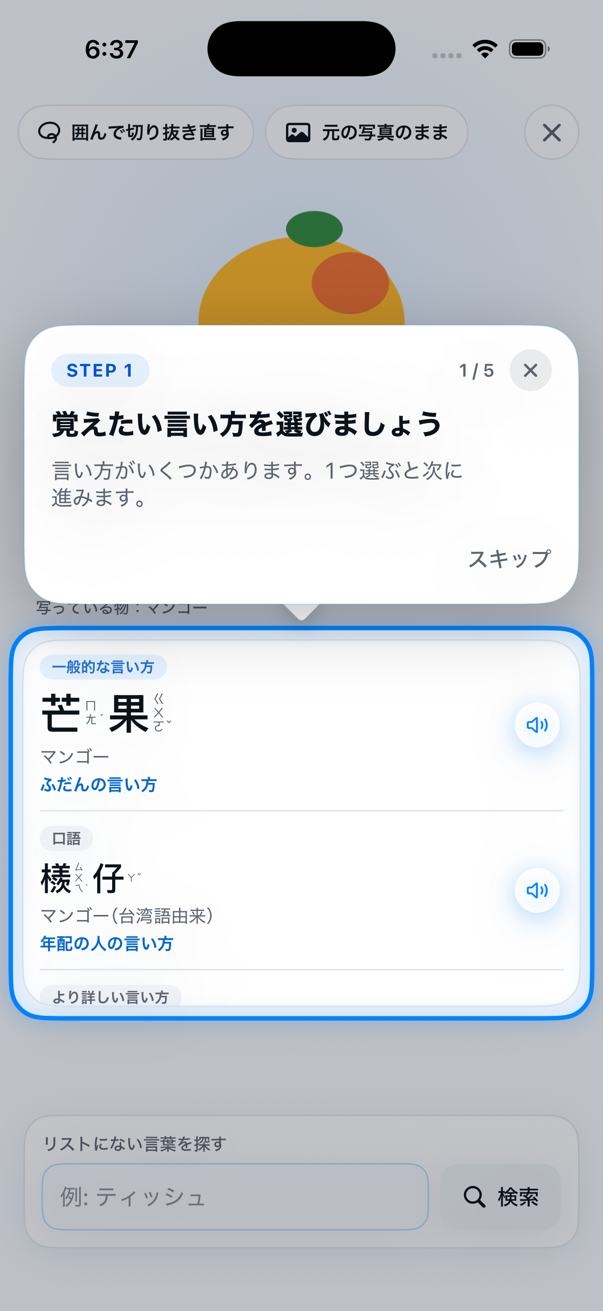 6:37
囲んで切り抜き直す
元の写真のまま
STEP 1
1 / 5
覚えたい言い方を選びましょう
言い方がいくつかあります。1つ選ぶと次に
進みます。
スキップ
写っている物：マンゴー
一般的な言い方
芒ㄇㄤˊ果ㄍㄨㄛˇ
マンゴー
ふだんの言い方
口語
檨ㄙㄨㄟˋ仔ㄚˇ
マンゴー（台湾語由来）
年配の人の言い方
より詳しい言い方
リストにない言葉を探す
例: ティッシュ
検索